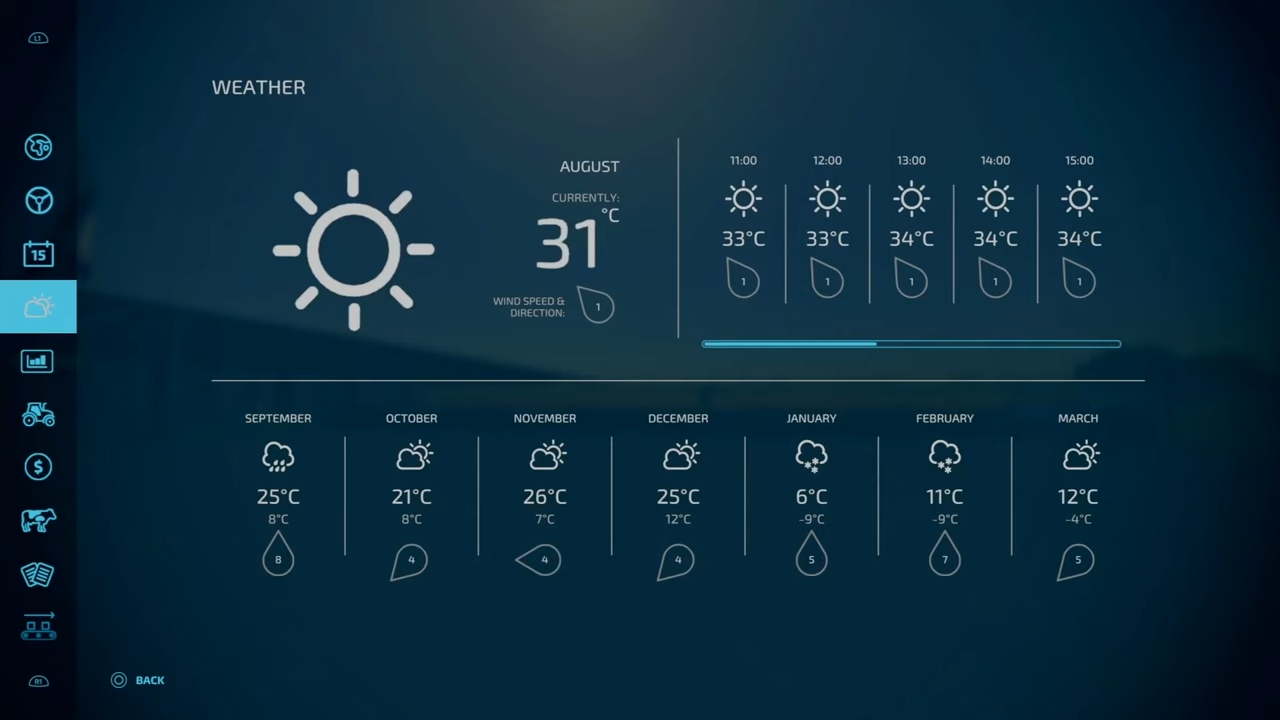 L1
WEATHER
AUGUST
CURRENTLY:
31 °C
WIND SPEED &
DIRECTION:
1
11:00 12:00 13:00 14:00 15:00
33°C 33°C 34°C 34°C 34°C
1 1 1 1 1
15
$
SEPTEMBER OCTOBER NOVEMBER DECEMBER JANUARY FEBRUARY MARCH
25°C 21°C 26°C 25°C 6°C 11°C 12°C
8°C 8°C 7°C 12°C -9°C -9°C -4°C
8 4 4 4 5 7 5
R1
BACK